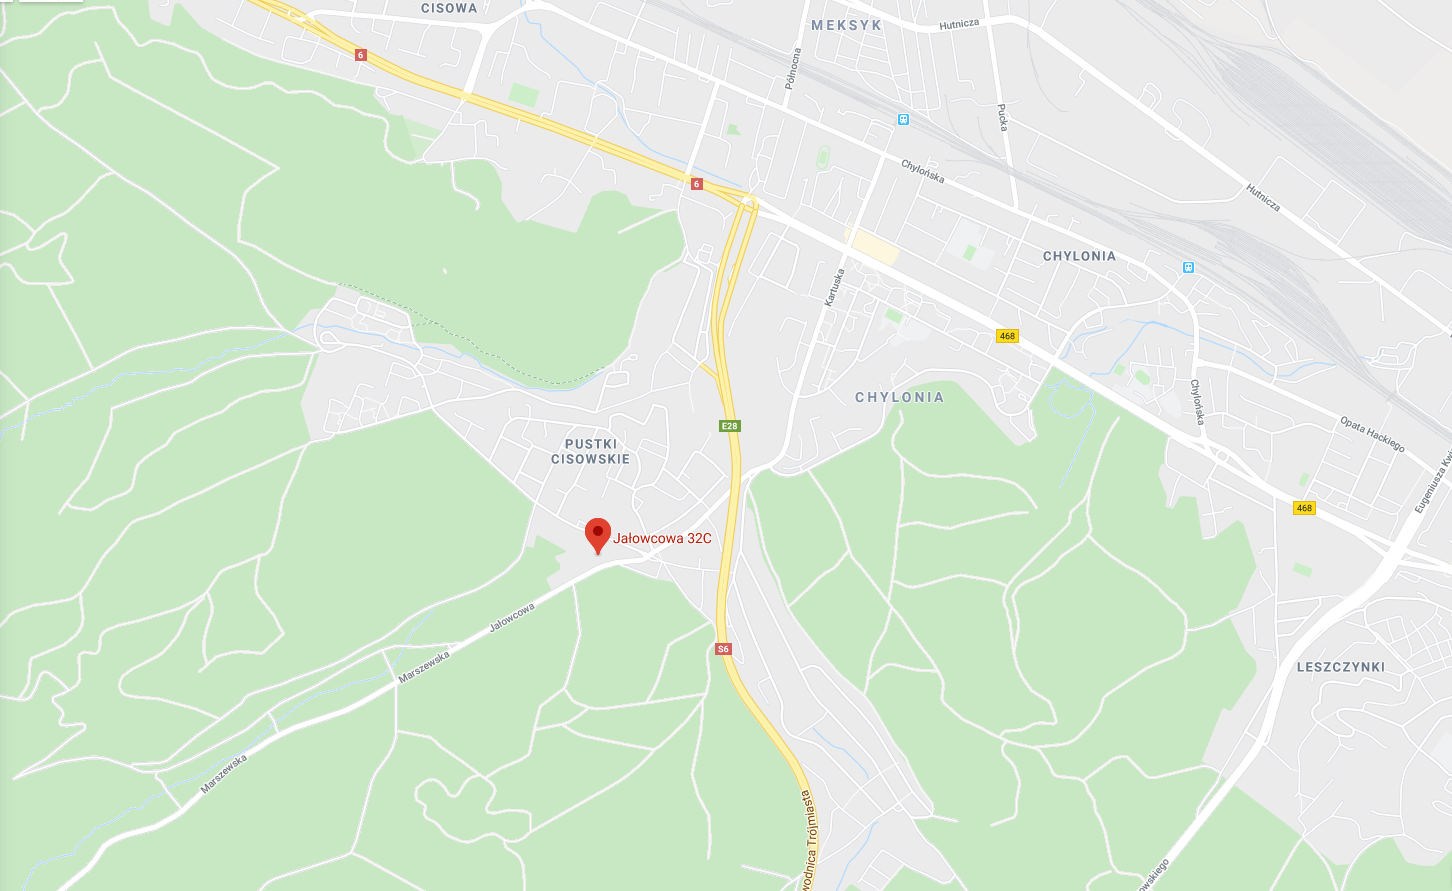 CISOWA
MEKSYK
Hutnicza
6
Północna
Pucka
Chylońska
6
Hutnicza
CHYLONIA
Kartuska
468
CHYLONIA
Chylońska
E28
Opata Hackiego
PUSTKI
CISOWSKIE
Eugeniusza Kwi
468
Jałowcowa 32C
Jałowcowa
S6
Marszewska
LESZCZYNKI
Marszewska
wodnica Trójmiasta
owskiego